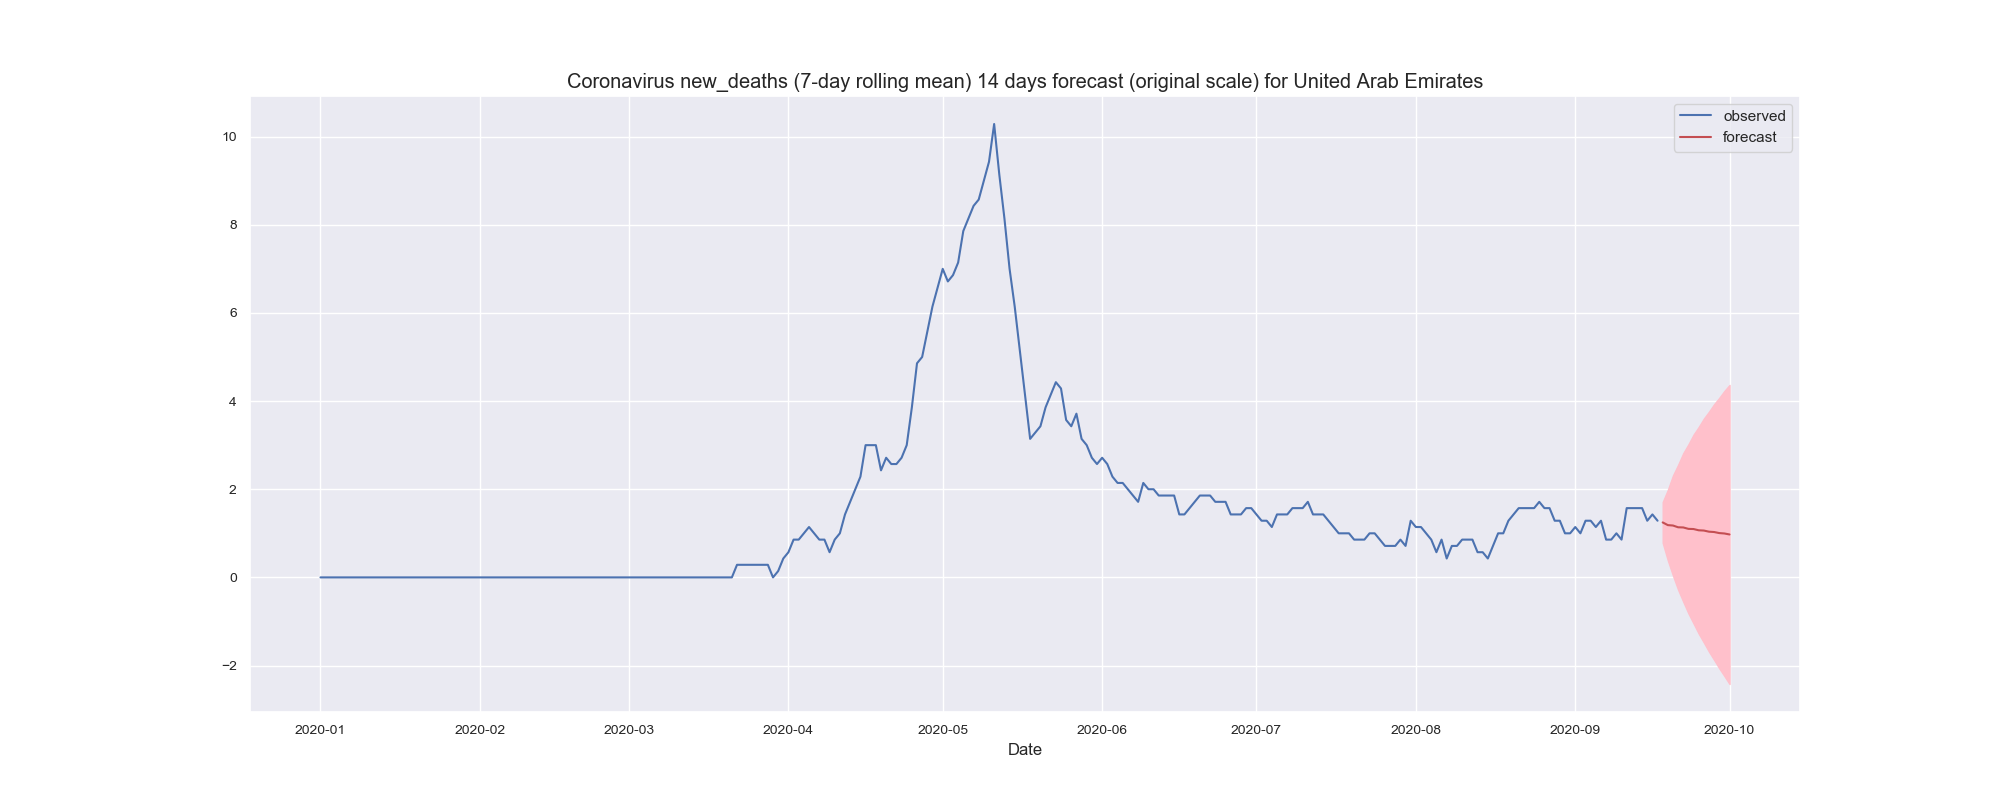 Coronavirus new_deaths (7-day rolling mean) 14 days forecast (original scale) for United Arab Emirates
observed
forecast
10
8
6
4
2
0
−2
2020-01 2020-02 2020-03 2020-04 2020-05 2020-06 2020-07 2020-08 2020-09 2020-10
Date